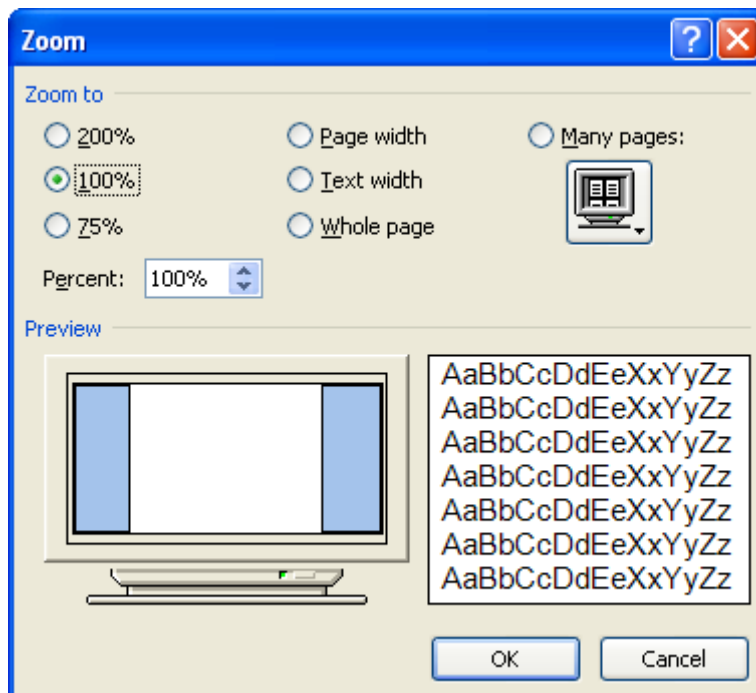 Zoom
Zoom to
200%
Page width
Many pages:
100%
Text width
75%
Whole page
Percent: 100%
Preview
AaBbCcDdEeXxYyZz
AaBbCcDdEeXxYyZz
AaBbCcDdEeXxYyZz
AaBbCcDdEeXxYyZz
AaBbCcDdEeXxYyZz
AaBbCcDdEeXxYyZz
AaBbCcDdEeXxYyZz
OK
Cancel